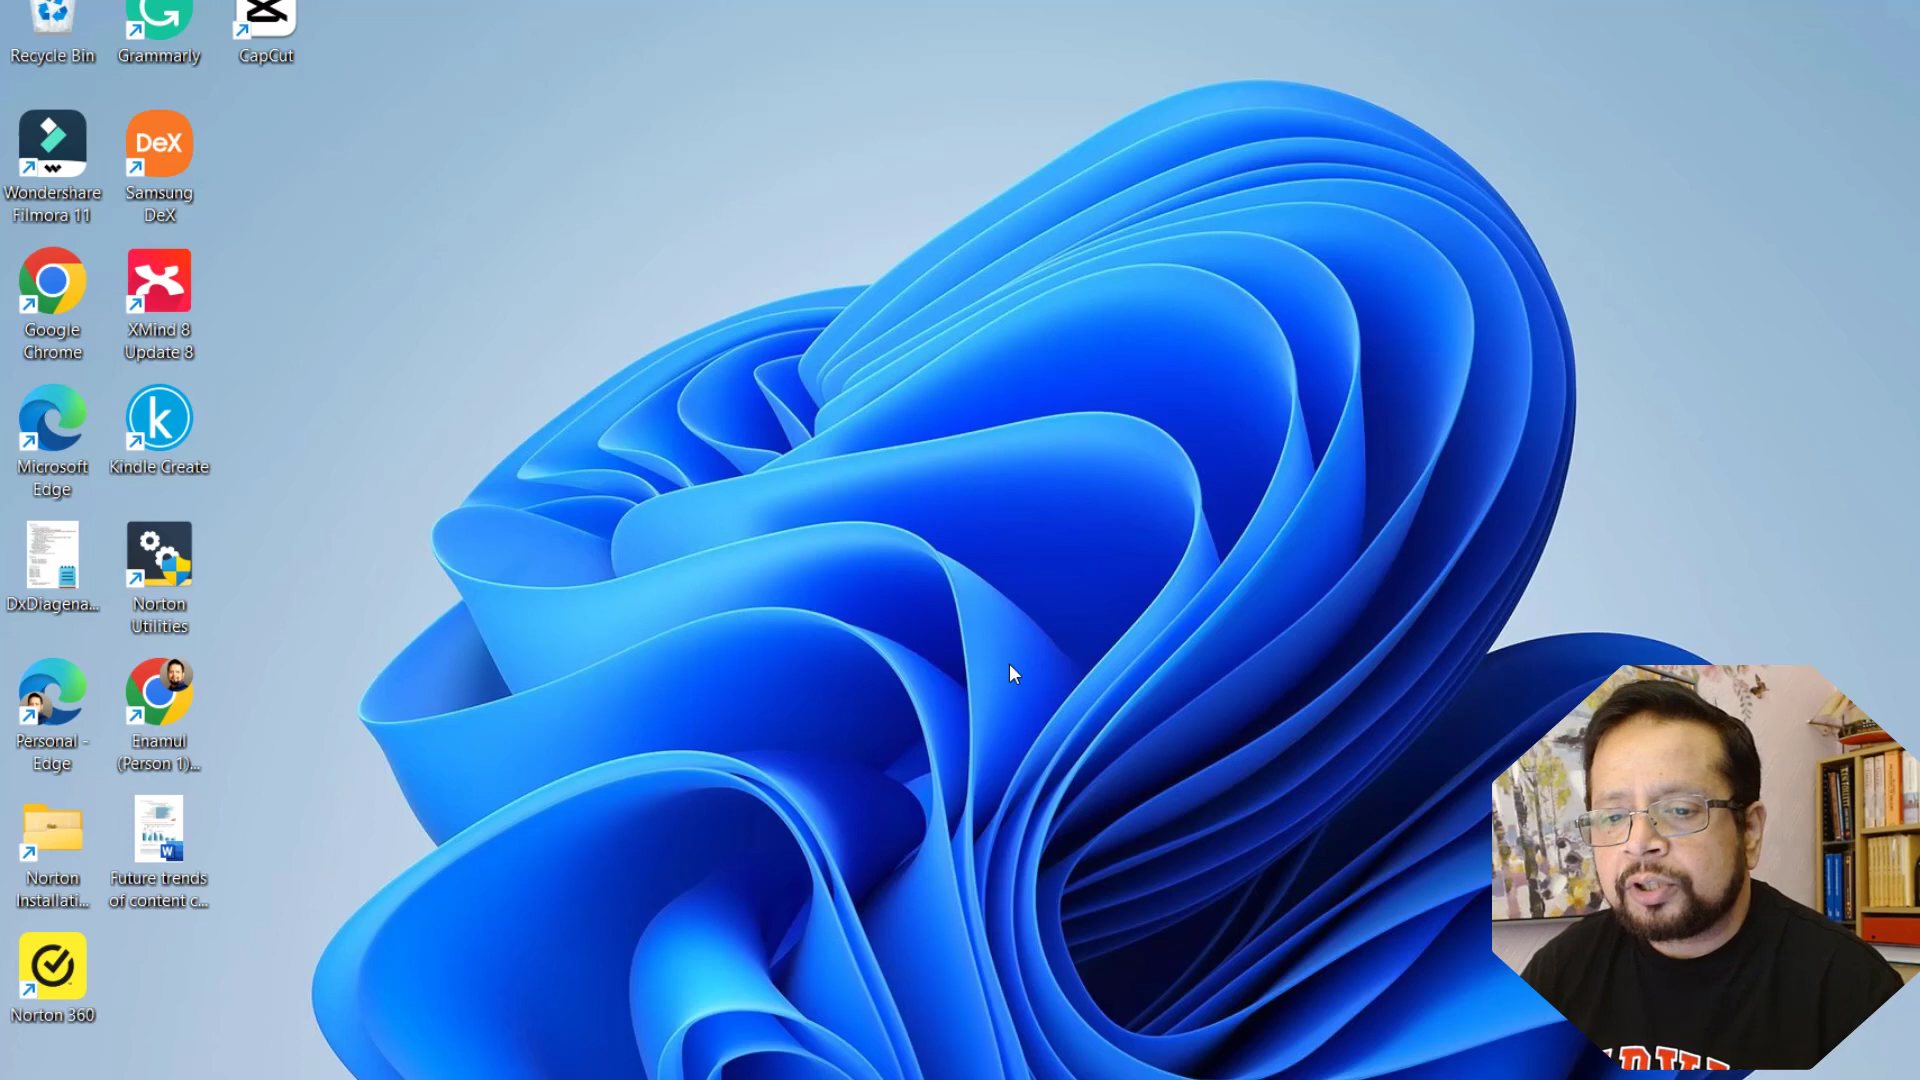 Recycle Bin
Grammarly
CapCut
Wondershare
Filmora 11
DeX
Samsung
DeX
Google
Chrome
XMind 8
Update 8
Microsoft
Edge
k
Kindle Create
DxDiagena...
Norton
Utilities
Personal -
Edge
Enamul
(Person 1)...
Norton
Installati...
W
Future trends
of content c...
Norton 360